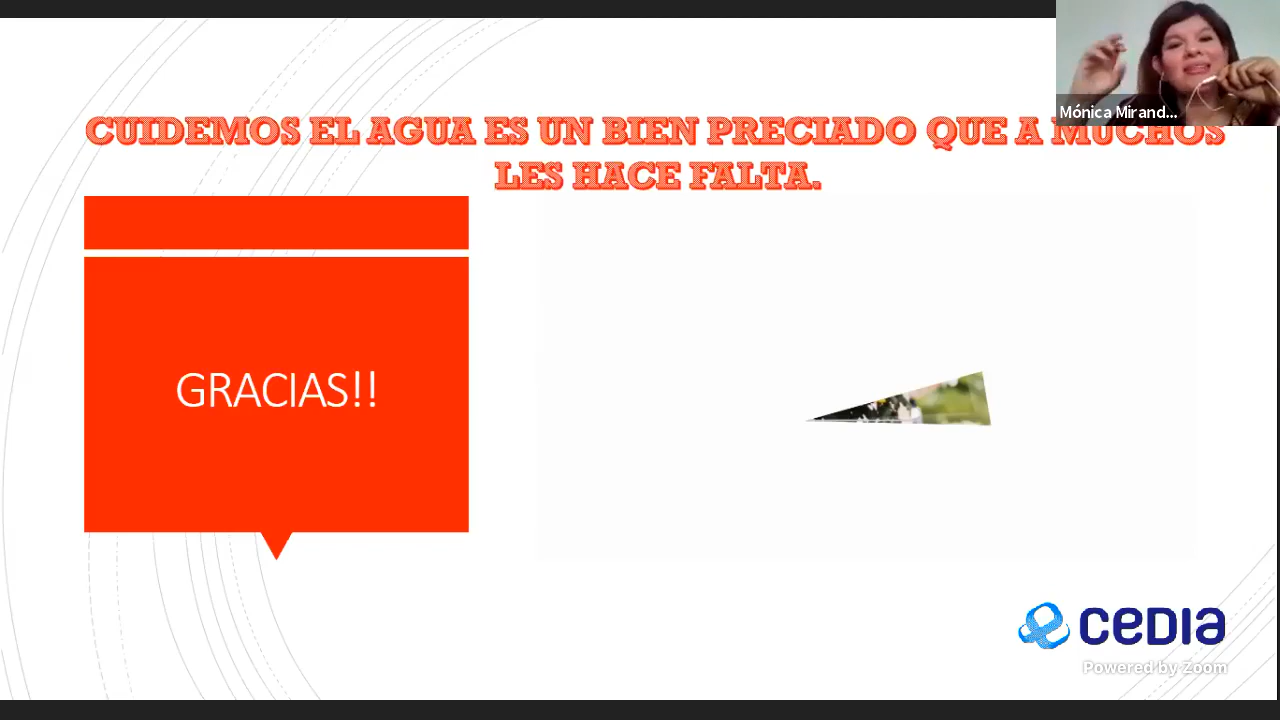 CUIDEMOS EL AGUA ES UN BIEN PRECIADO QUE A MUCHOS
LES HACE FALTA.
GRACIAS!!
Mónica Mirand...
CEDIA
Powered by Zoom